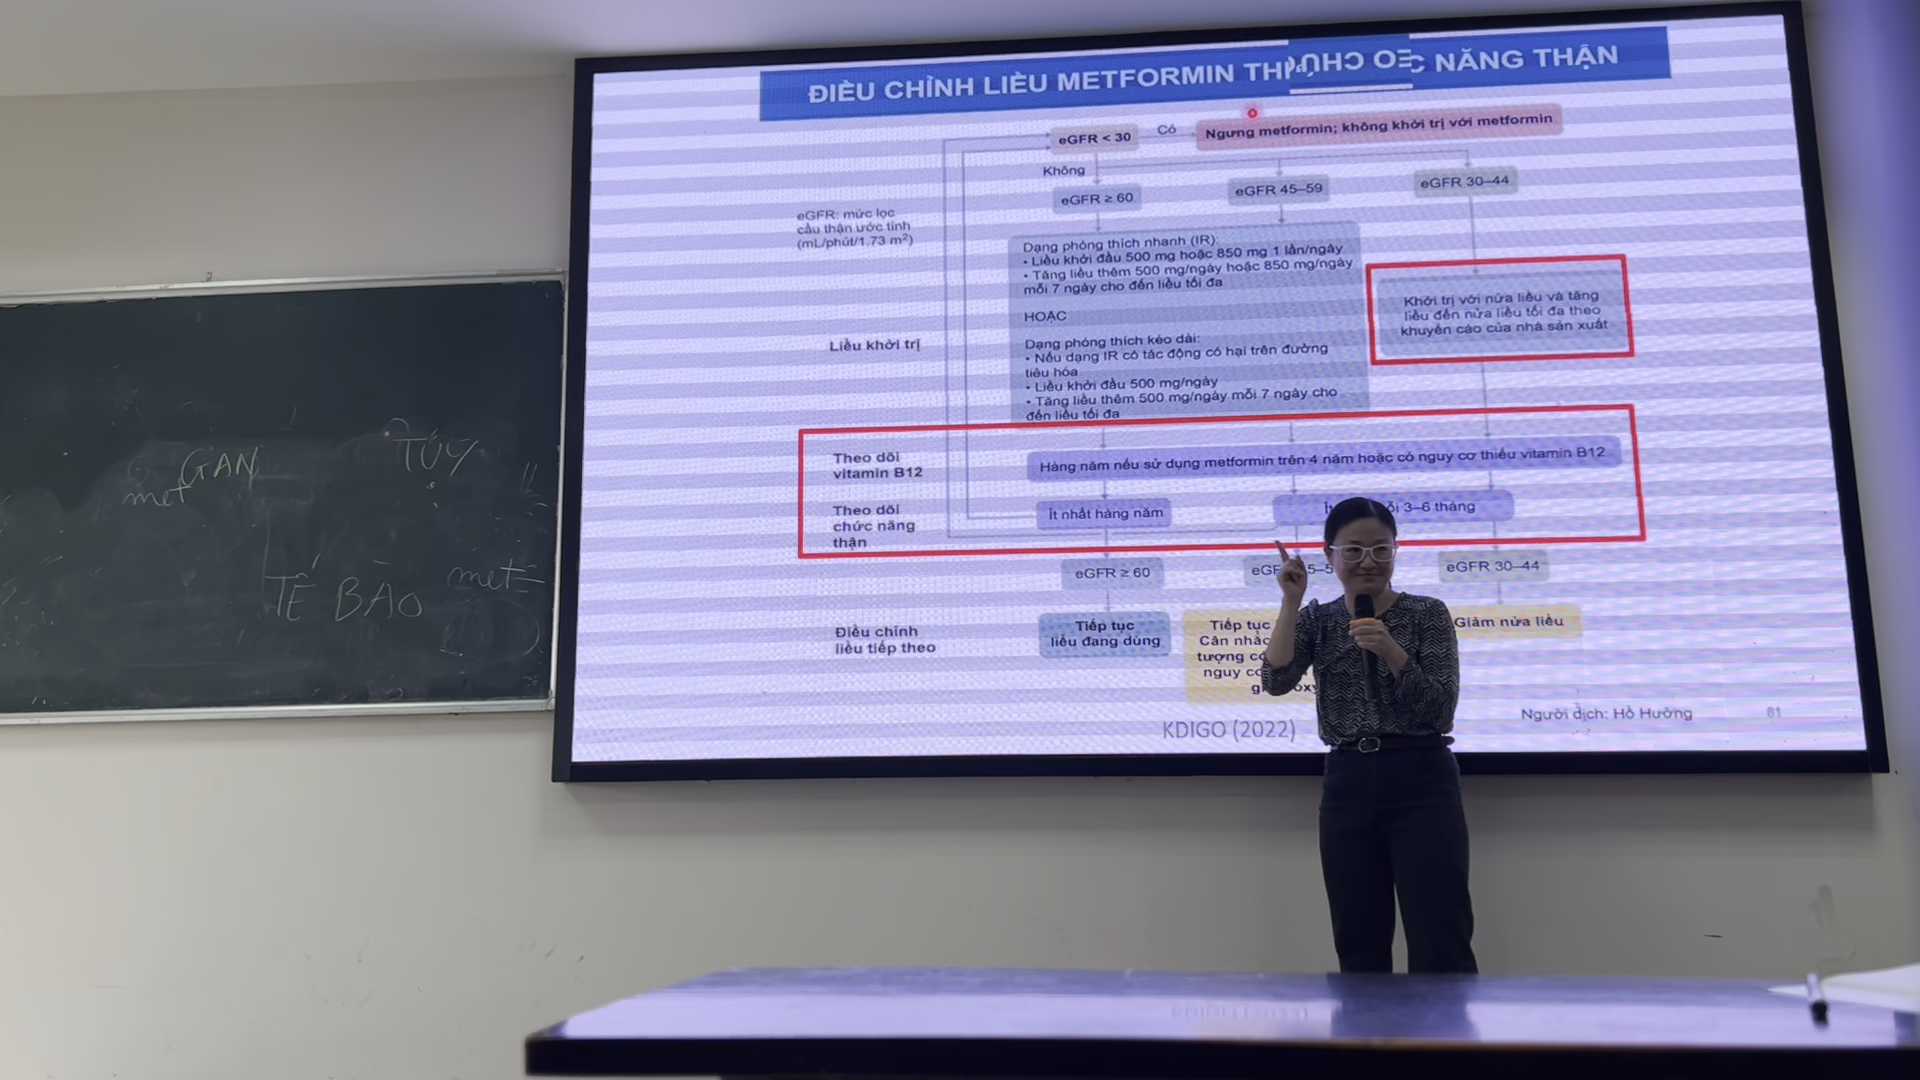 ĐIỀU CHỈNH LIỀU METFORMIN THEO CHỨC NĂNG THẬN
eGFR < 30
Có
Ngưng metformin; không khởi trị với metformin
Không
eGFR ≥ 60
eGFR 45–59
eGFR 30–44
eGFR: mức lọc
cầu thận ước tính
(mL/phút/1.73 m²)
Liều khởi trị
Dạng phóng thích nhanh (IR):
• Liều khởi đầu 500 mg hoặc 850 mg 1 lần/ngày
• Tăng liều thêm 500 mg/ngày hoặc 850 mg/ngày
mỗi 7 ngày cho đến liều tối đa
HOẶC
Dạng phóng thích kéo dài:
• Nếu dạng IR có tác động có hại trên đường
tiêu hóa
• Liều khởi đầu 500 mg/ngày
• Tăng liều thêm 500 mg/ngày mỗi 7 ngày cho
đến liều tối đa
Khởi trị với nửa liều và tăng
liều đến nửa liều tối đa theo
khuyến cáo của nhà sản xuất
Theo dõi
vitamin B12
Hàng năm nếu sử dụng metformin trên 4 năm hoặc có nguy cơ thiếu vitamin B12
Theo dõi
chức năng
thận
Ít nhất hàng năm
3–6 tháng
eGFR ≥ 60
eGFR 30–44
Điều chỉnh
liều tiếp theo
Tiếp tục
liều đang dùng
Tiếp tục
Cân nhắc
tượng
nguy
Giảm nửa liều
KDIGO (2022)
Người dịch: Hồ Hường
81
GAN
met
TỤY
TẾ BÀO
met